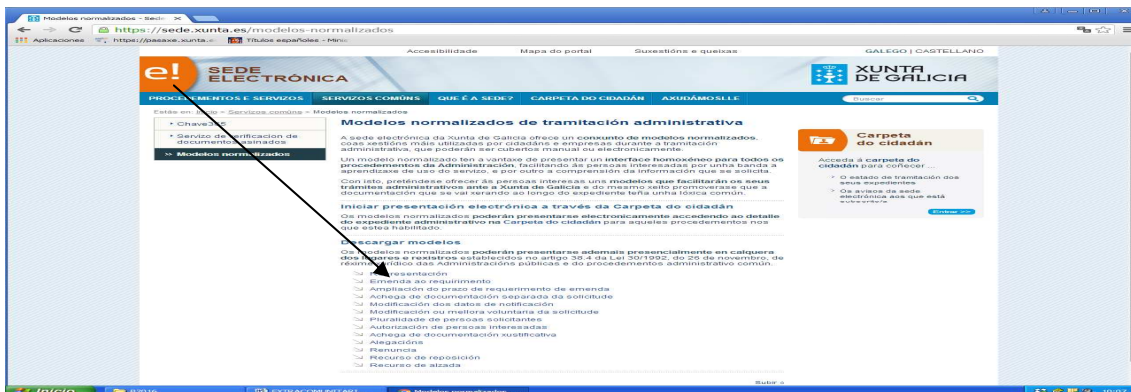 Modelos normalizados - Sede
https://sede.xunta.es/modelos-normalizados
Aplicaciones
Títulos españoles - Minis
Accesibilidade Mapa do portal Suxestións e queixas GALEGO | CASTELLANO
e!
SEDE
ELECTRÓNICA
XUNTA
DE GALICIA
PROCEDEMENTOS E SERVIZOS SERVIZOS COMÚNS QUE É A SEDE? CARPETA DO CIDADÁN AXUDÁMOSLLE Buscar
Estás en: Inicio > Servizos comúns > Modelos normalizados
Chave365
Servizo de verificación de
documentos asinados
Modelos normalizados
Modelos normalizados de tramitación administrativa
A sede electrónica da Xunta de Galicia ofrece un conxunto de modelos normalizados,
coas xestións máis utilizadas por cidadáns e empresas durante a tramitación
administrativa, que poderán ser cubertos manual ou electronicamente.
Un modelo normalizado ten a vantaxe de presentar un interface homoxéneo para todos os
procedementos da Administración, facilitando ás persoas interesadas por unha banda a
aprendizaxe de uso do servizo, e por outro a comprensión da información que se solicita.
Con isto, preténdese ofrecer ás persoas interesas uns modelos que facilitarán os seus
trámites administrativos ante a Xunta de Galicia e do mesmo xeito promoverase que a
documentación que se vai xerando ao longo do expediente teña unha lóxica común.
Iniciar presentación electrónica a través da Carpeta do cidadán
Os modelos normalizados poderán presentarse electronicamente accedendo ao detalle
do expediente administrativo na Carpeta do cidadán para aqueles procedementos nos
que estea habilitado.
Descargar modelos
Os modelos normalizados poderán presentarse ademais presencialmente en calquera
dos lugares e rexistros establecidos no artigo 38.4 da Lei 30/1992, do 26 de novembro, de
réxime xurídico das Administracións públicas e do procedementos administrativo común.
Representación
Emenda ao requirimento
Ampliación do prazo de requerimento de emenda
Achega de documentación separada da solicitude
Modificación dos datos de notificación
Modificación ou mellora voluntaria da solicitude
Pluralidade de persoas solicitantes
Autorización de persoas interesadas
Achega de documentación xustificativa
Alegacións
Renuncia
Recurso de reposición
Recurso de alzada
Subir
Carpeta
do cidadán
Acceda á carpeta do
cidadán para coñecer ...
O estado de tramitación dos
seus expedientes
Os avisos da sede
electrónica aos que está
subscrito/a
Entrar >>
Inicio
Modelos normalizados
10:07